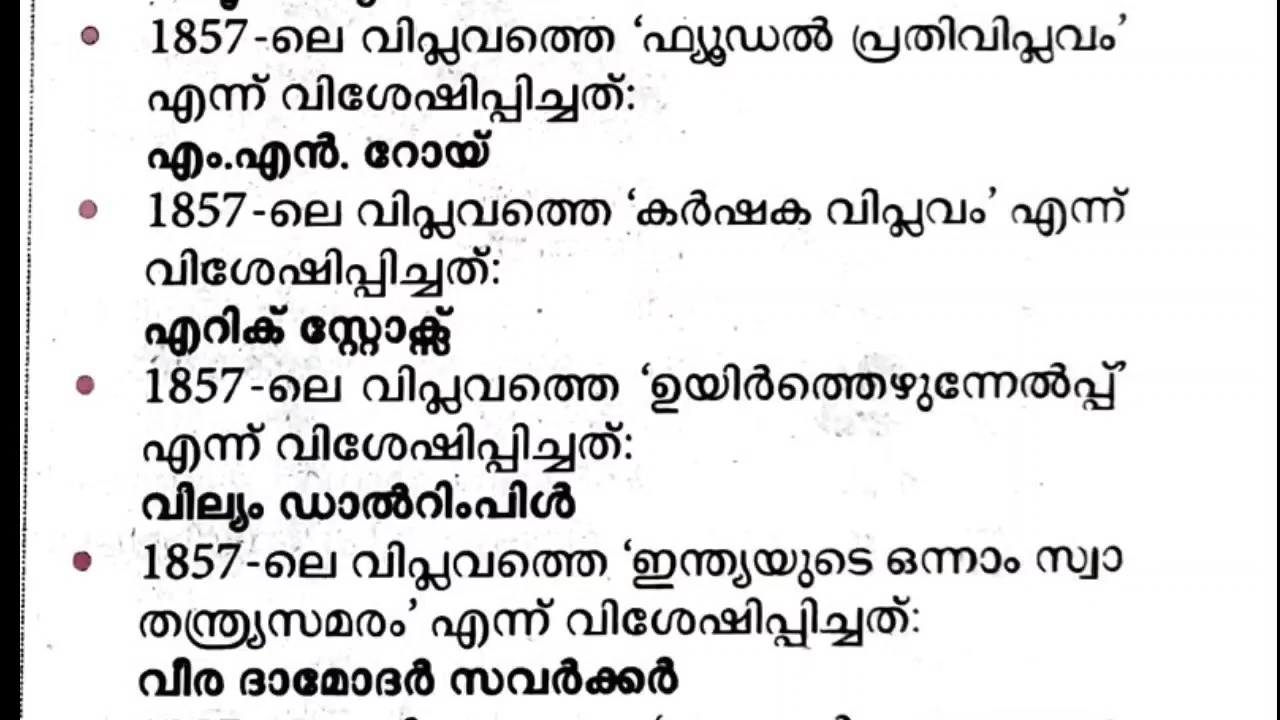 1857-ലെ വിപ്ലവത്തെ ‘ഫ്യൂഡൽ പ്രതിവിപ്ലവം’
എന്ന് വിശേഷിപ്പിച്ചത്:
എം.എൻ. റോയ്
1857-ലെ വിപ്ലവത്തെ ‘കർഷക വിപ്ലവം’ എന്ന്
വിശേഷിപ്പിച്ചത്:
എറിക് സ്റ്റോക്സ്
1857-ലെ വിപ്ലവത്തെ ‘ഉയിർത്തെഴുന്നേൽപ്പ്’
എന്ന് വിശേഷിപ്പിച്ചത്:
വില്യം ഡാൽറിംപിൾ
1857-ലെ വിപ്ലവത്തെ ‘ഇന്ത്യയുടെ ഒന്നാം സ്വാ
തന്ത്ര്യസമരം’ എന്ന് വിശേഷിപ്പിച്ചത്:
വീര ദാമോദർ സവർക്കർ